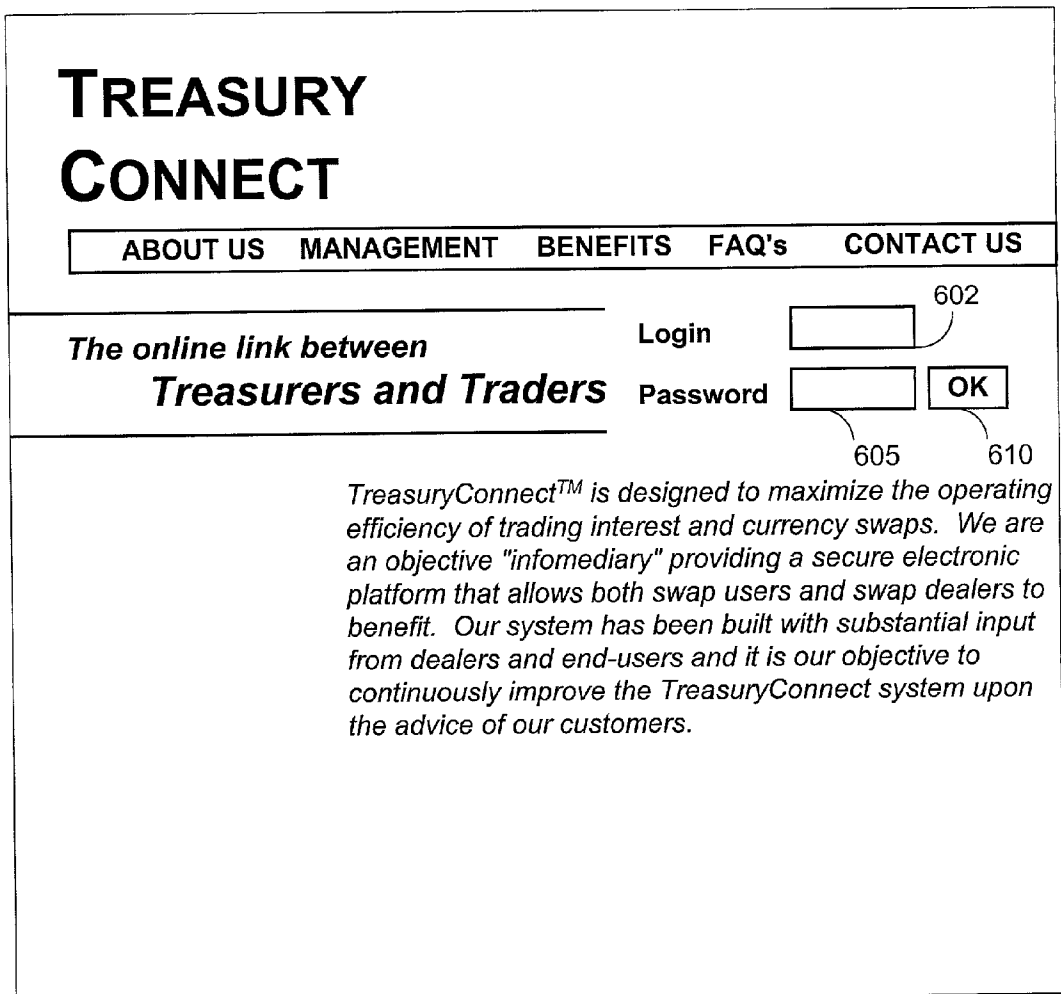 TREASURY
CONNECT
ABOUT US MANAGEMENT BENEFITS FAQ's CONTACT US
602
The online link between
Treasurers and Traders
Login
Password OK
605 610
TreasuryConnect™ is designed to maximize the operating
efficiency of trading interest and currency swaps. We are
an objective "infomediary" providing a secure electronic
platform that allows both swap users and swap dealers to
benefit. Our system has been built with substantial input
from dealers and end-users and it is our objective to
continuously improve the TreasuryConnect system upon
the advice of our customers.